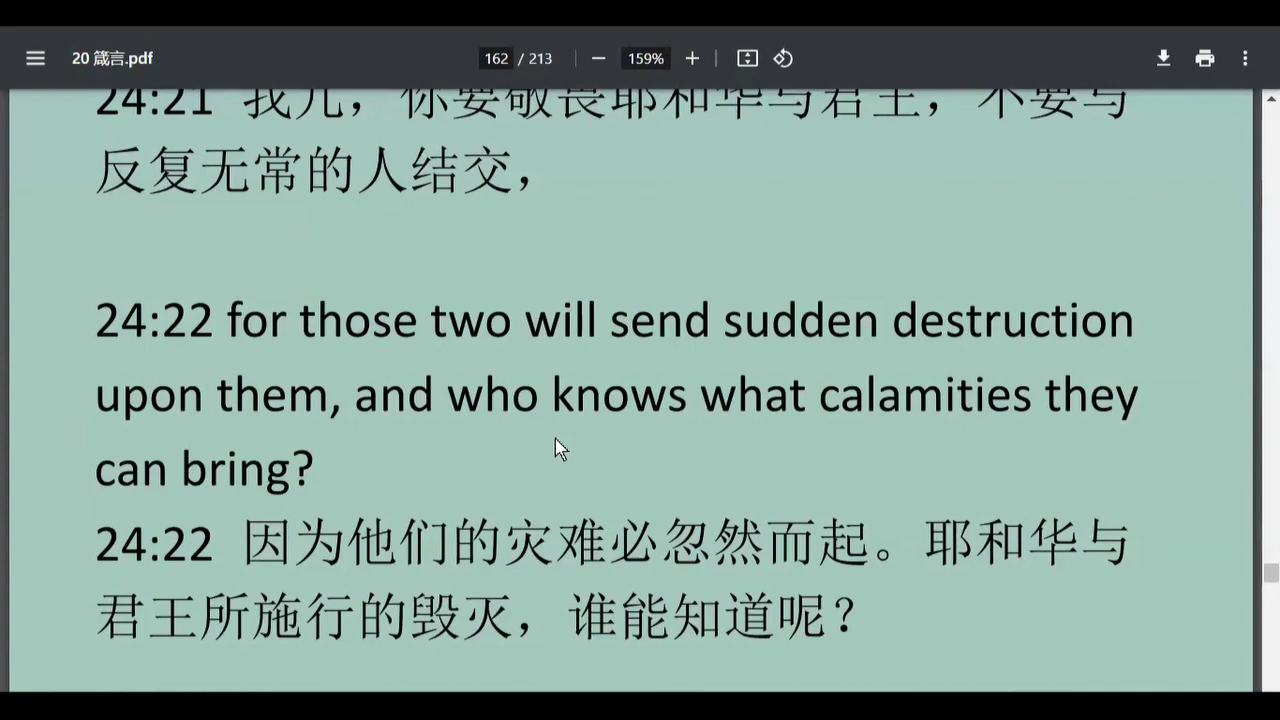 20 箴言.pdf
162 / 213
159%
24:21 我儿，你要敬畏耶和华与君王，不要与
反复无常的人结交，
24:22 for those two will send sudden destruction
upon them, and who knows what calamities they
can bring?
24:22 因为他们的灾难必忽然而起。耶和华与
君王所施行的毁灭，谁能知道呢？